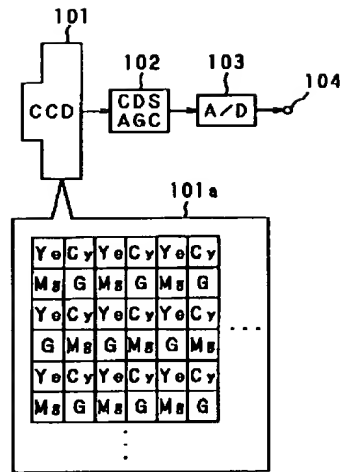 101
102
103
104
CCD
CDS
AGC
A/D
101a
Ye Cy Ye Cy Ye Cy
Mg G Mg G Mg G
Ye Cy Ye Cy Ye Cy
G Mg G Mg G Mg
Ye Cy Ye Cy Ye Cy
Mg G Mg G Mg G